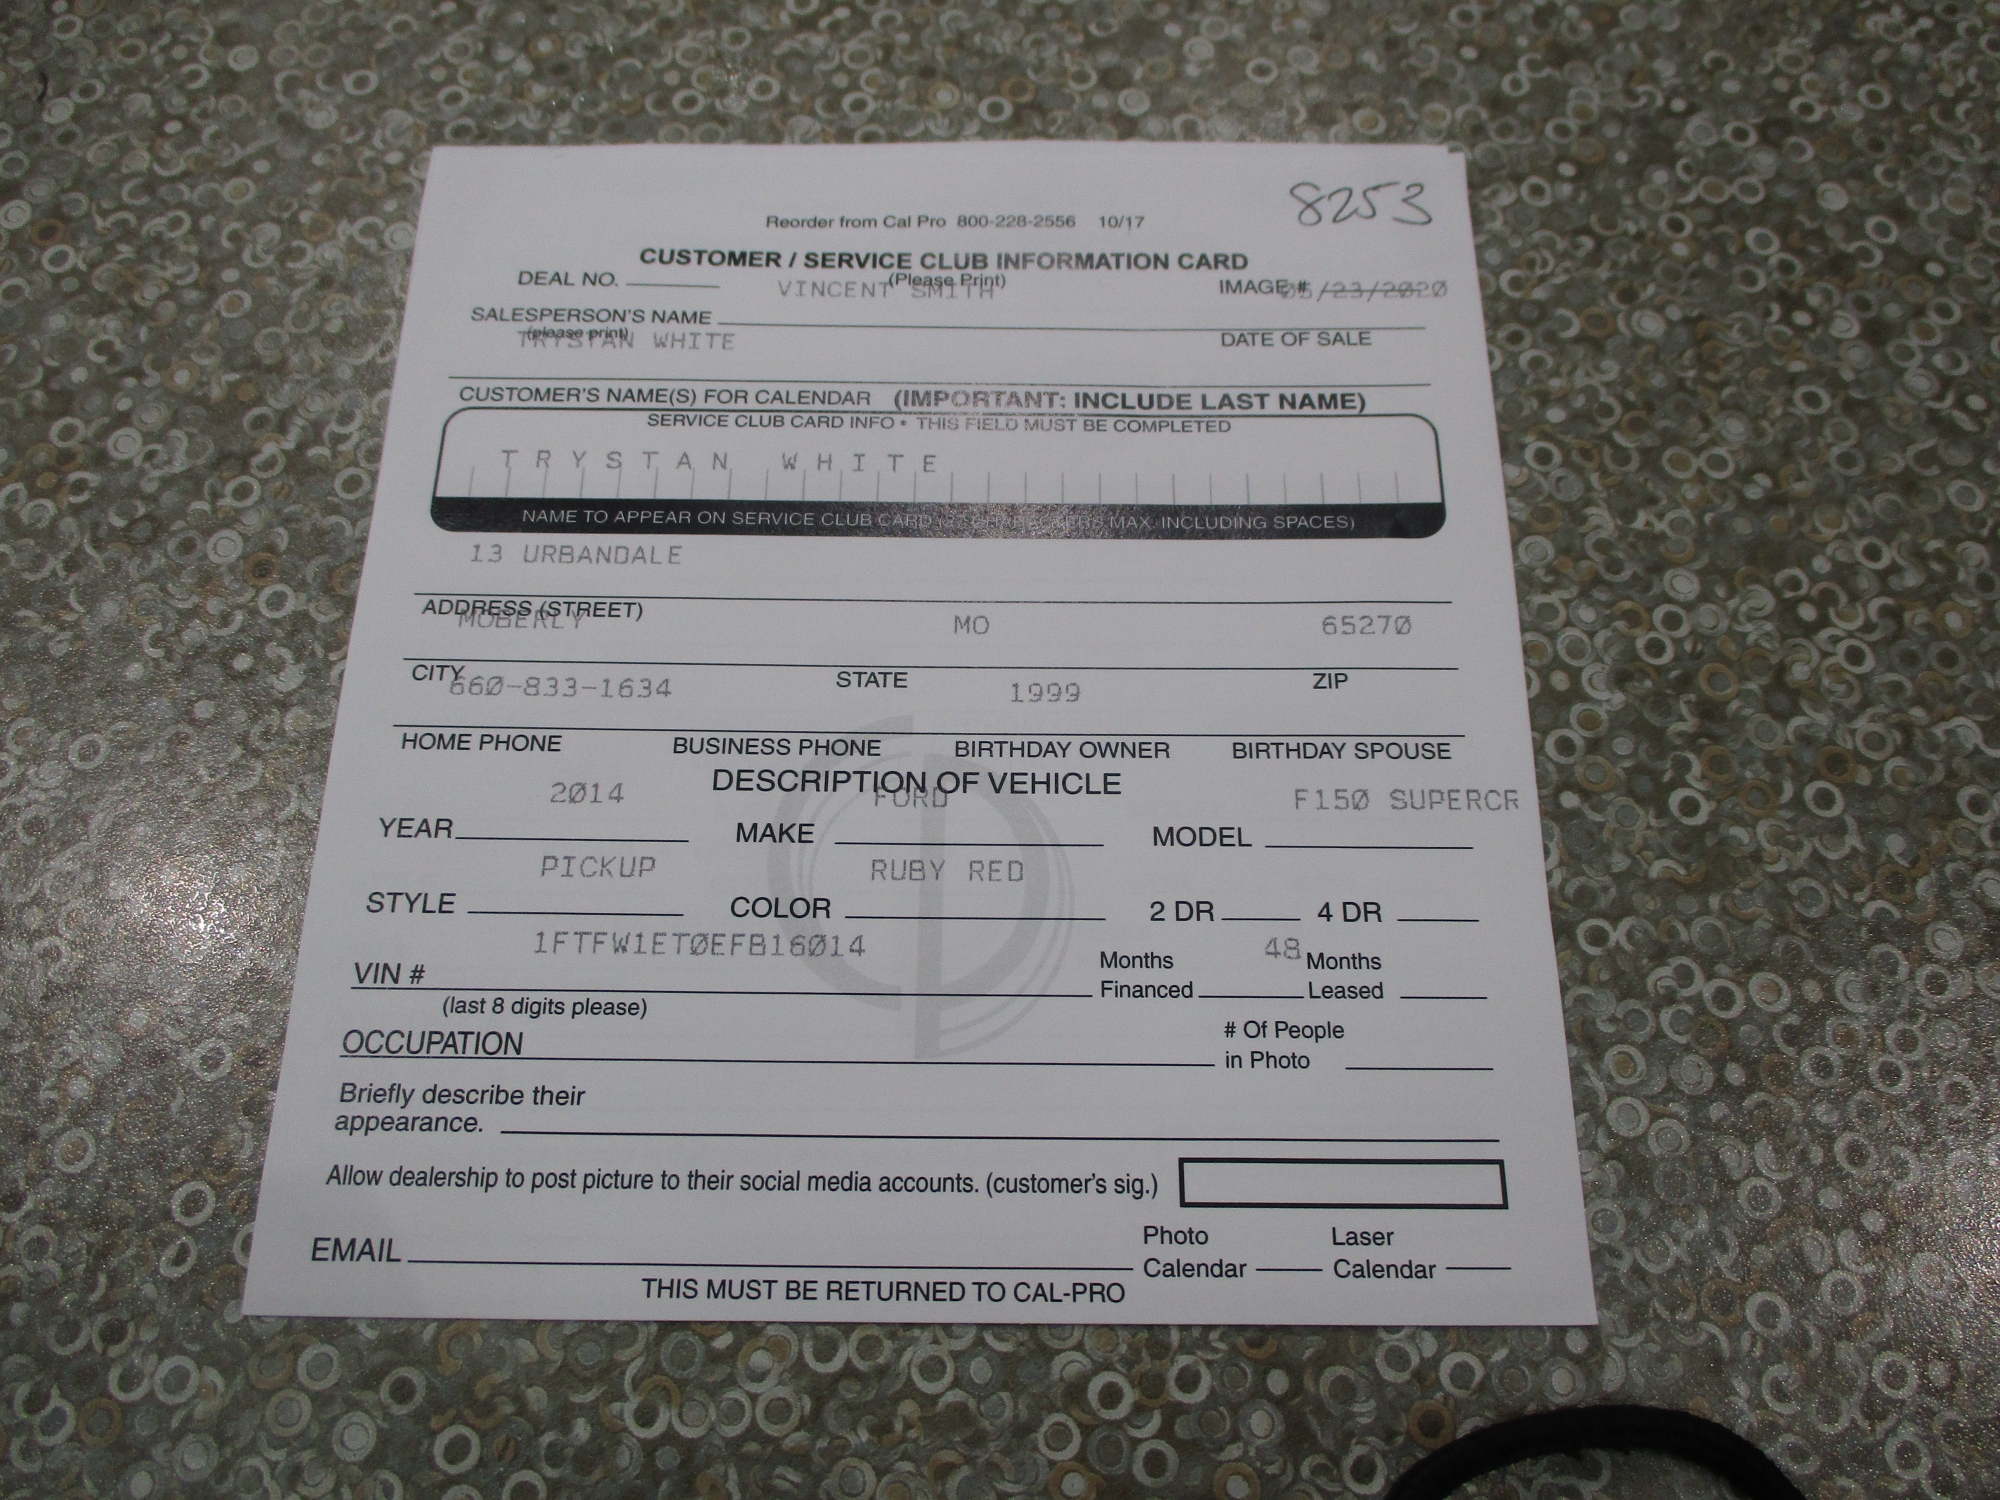 8253
Reorder from Cal Pro 800-228-2556 10/17
CUSTOMER / SERVICE CLUB INFORMATION CARD
(Please Print)
DEAL NO. VINCENT SMITH IMAGE # 05/23/2020
SALESPERSON'S NAME
(please print)
TRYSTAN WHITE DATE OF SALE
CUSTOMER'S NAME(S) FOR CALENDAR (IMPORTANT: INCLUDE LAST NAME)
SERVICE CLUB CARD INFO • THIS FIELD MUST BE COMPLETED
TRYSTAN WHITE
NAME TO APPEAR ON SERVICE CLUB CARD (27 CHARACTERS MAX. INCLUDING SPACES)
13 URBANDALE
ADDRESS (STREET)
MOBERLY MO 65270
CITY STATE ZIP
660-833-1634 1999
HOME PHONE BUSINESS PHONE BIRTHDAY OWNER BIRTHDAY SPOUSE
DESCRIPTION OF VEHICLE
2014 FORD F150 SUPERCR
YEAR MAKE MODEL
PICKUP RUBY RED
STYLE COLOR 2 DR 4 DR
1FTFW1ET0EFB16014 48
VIN # Months Financed Months Leased
(last 8 digits please)
OCCUPATION # Of People in Photo
Briefly describe their
appearance.
Allow dealership to post picture to their social media accounts. (customer's sig.)
EMAIL Photo Calendar Laser Calendar
THIS MUST BE RETURNED TO CAL-PRO